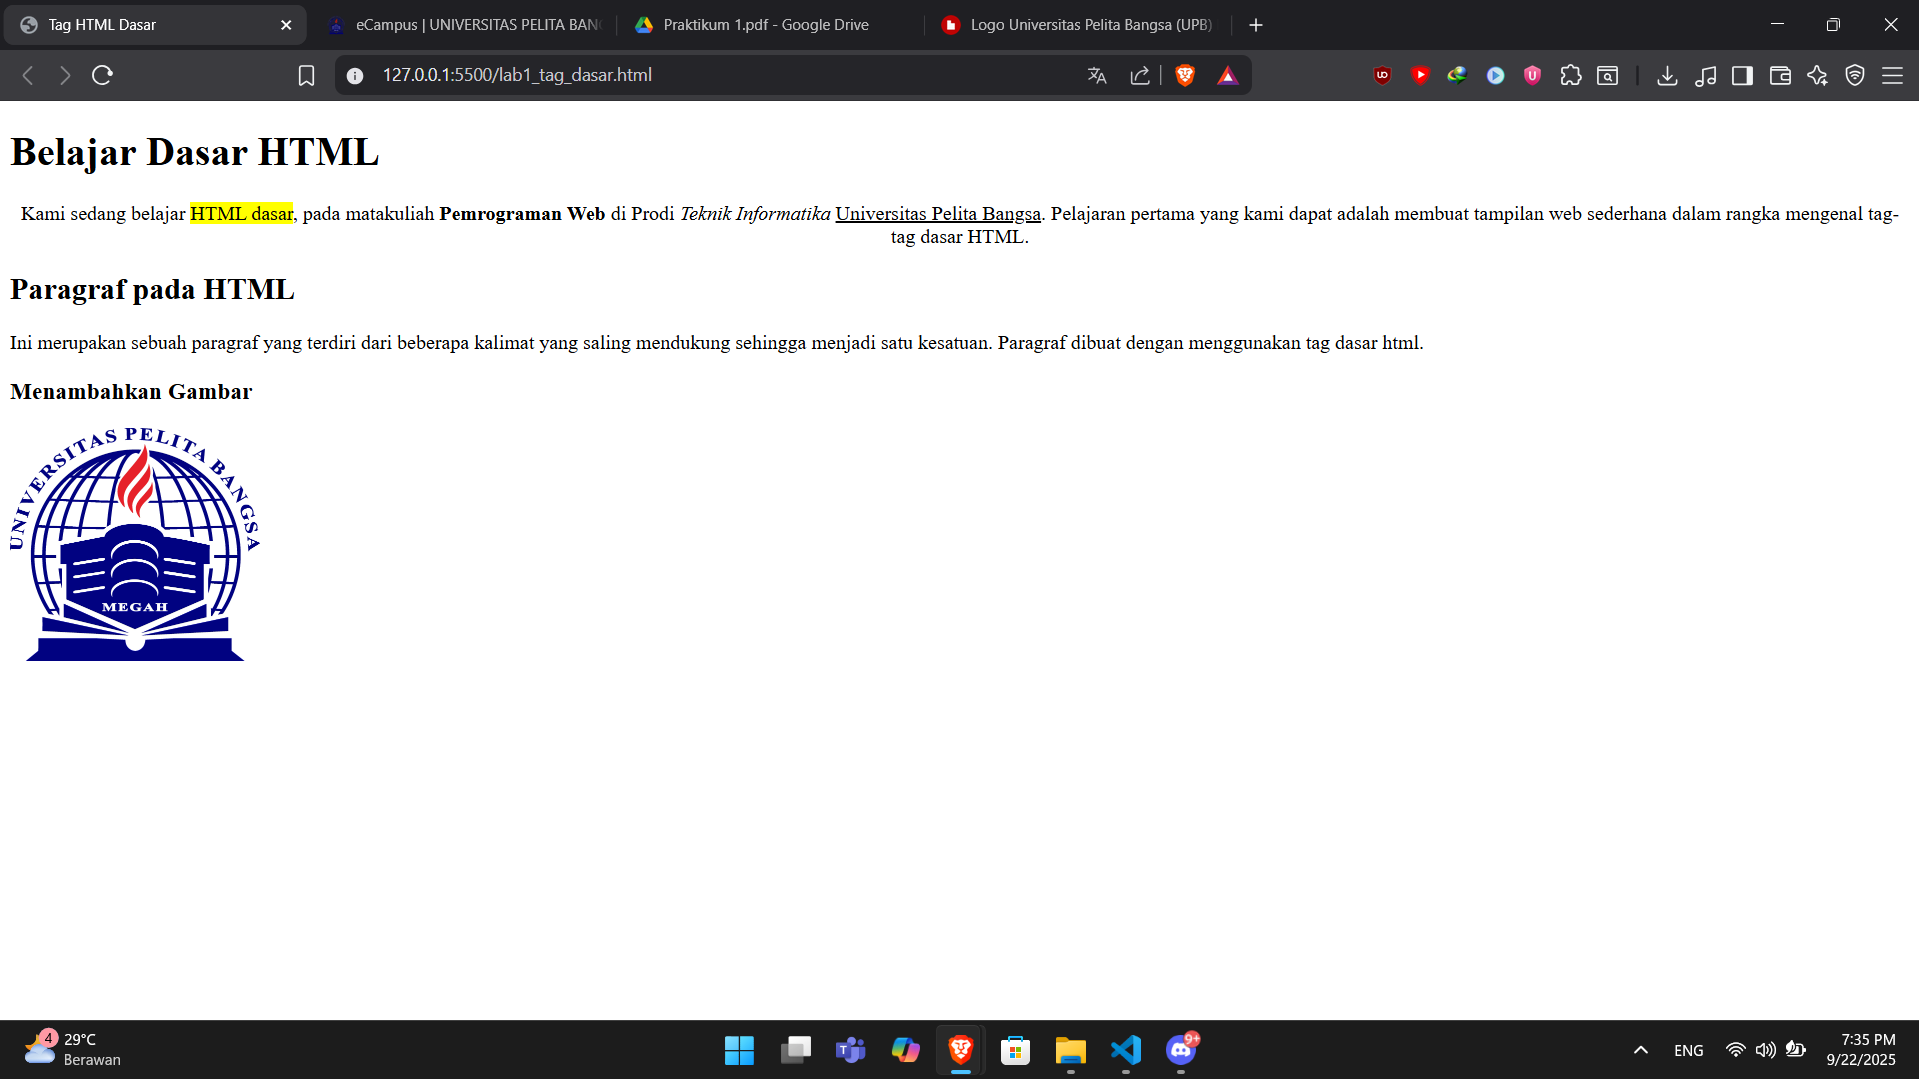 Tag HTML Dasar
eCampus | UNIVERSITAS PELITA BAN
Praktikum 1.pdf - Google Drive
Logo Universitas Pelita Bangsa (UPB)
127.0.0.1:5500/lab1_tag_dasar.html
Belajar Dasar HTML
Kami sedang belajar HTML dasar, pada matakuliah Pemrograman Web di Prodi Teknik Informatika Universitas Pelita Bangsa. Pelajaran pertama yang kami dapat adalah membuat tampilan web sederhana dalam rangka mengenal tag-
tag dasar HTML.
Paragraf pada HTML
Ini merupakan sebuah paragraf yang terdiri dari beberapa kalimat yang saling mendukung sehingga menjadi satu kesatuan. Paragraf dibuat dengan menggunakan tag dasar html.
Menambahkan Gambar
UNIVERSITAS PELITA BANGSA
MEGAH
4
29°C
Berawan
9+
ENG
7:35 PM
9/22/2025